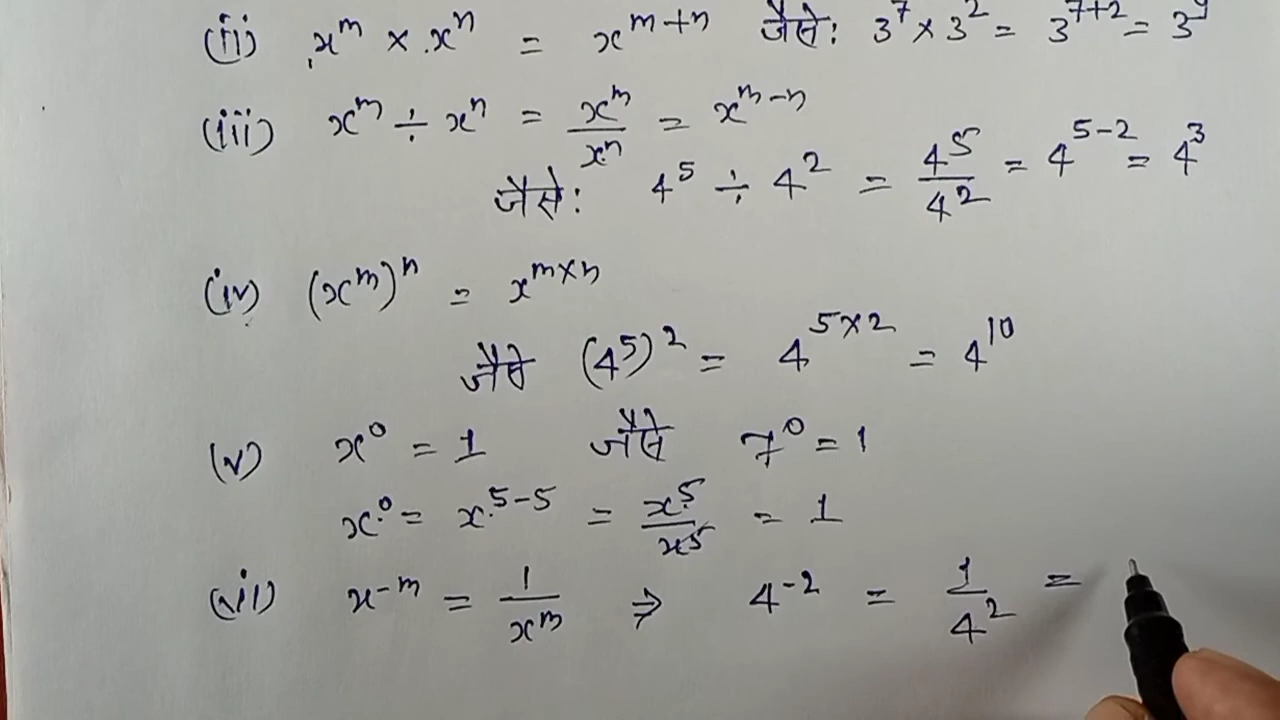 (ii) x^m × x^n = x^{m+n} जैसे: 3^7 × 3^2 = 3^{7+2} = 3^9
(iii) x^m ÷ x^n = x^m/x^n = x^{m-n}
जैसे: 4^5 ÷ 4^2 = 4^5/4^2 = 4^{5-2} = 4^3
(iv) (x^m)^n = x^{m×n}
जैसे (4^5)^2 = 4^{5×2} = 4^{10}
(v) x^0 = 1 जैसे 7^0 = 1
x^0 = x^{5-5} = x^5/x^5 = 1
(vii) x^{-m} = 1/x^m ⇒ 4^{-2} = 1/4^2 =